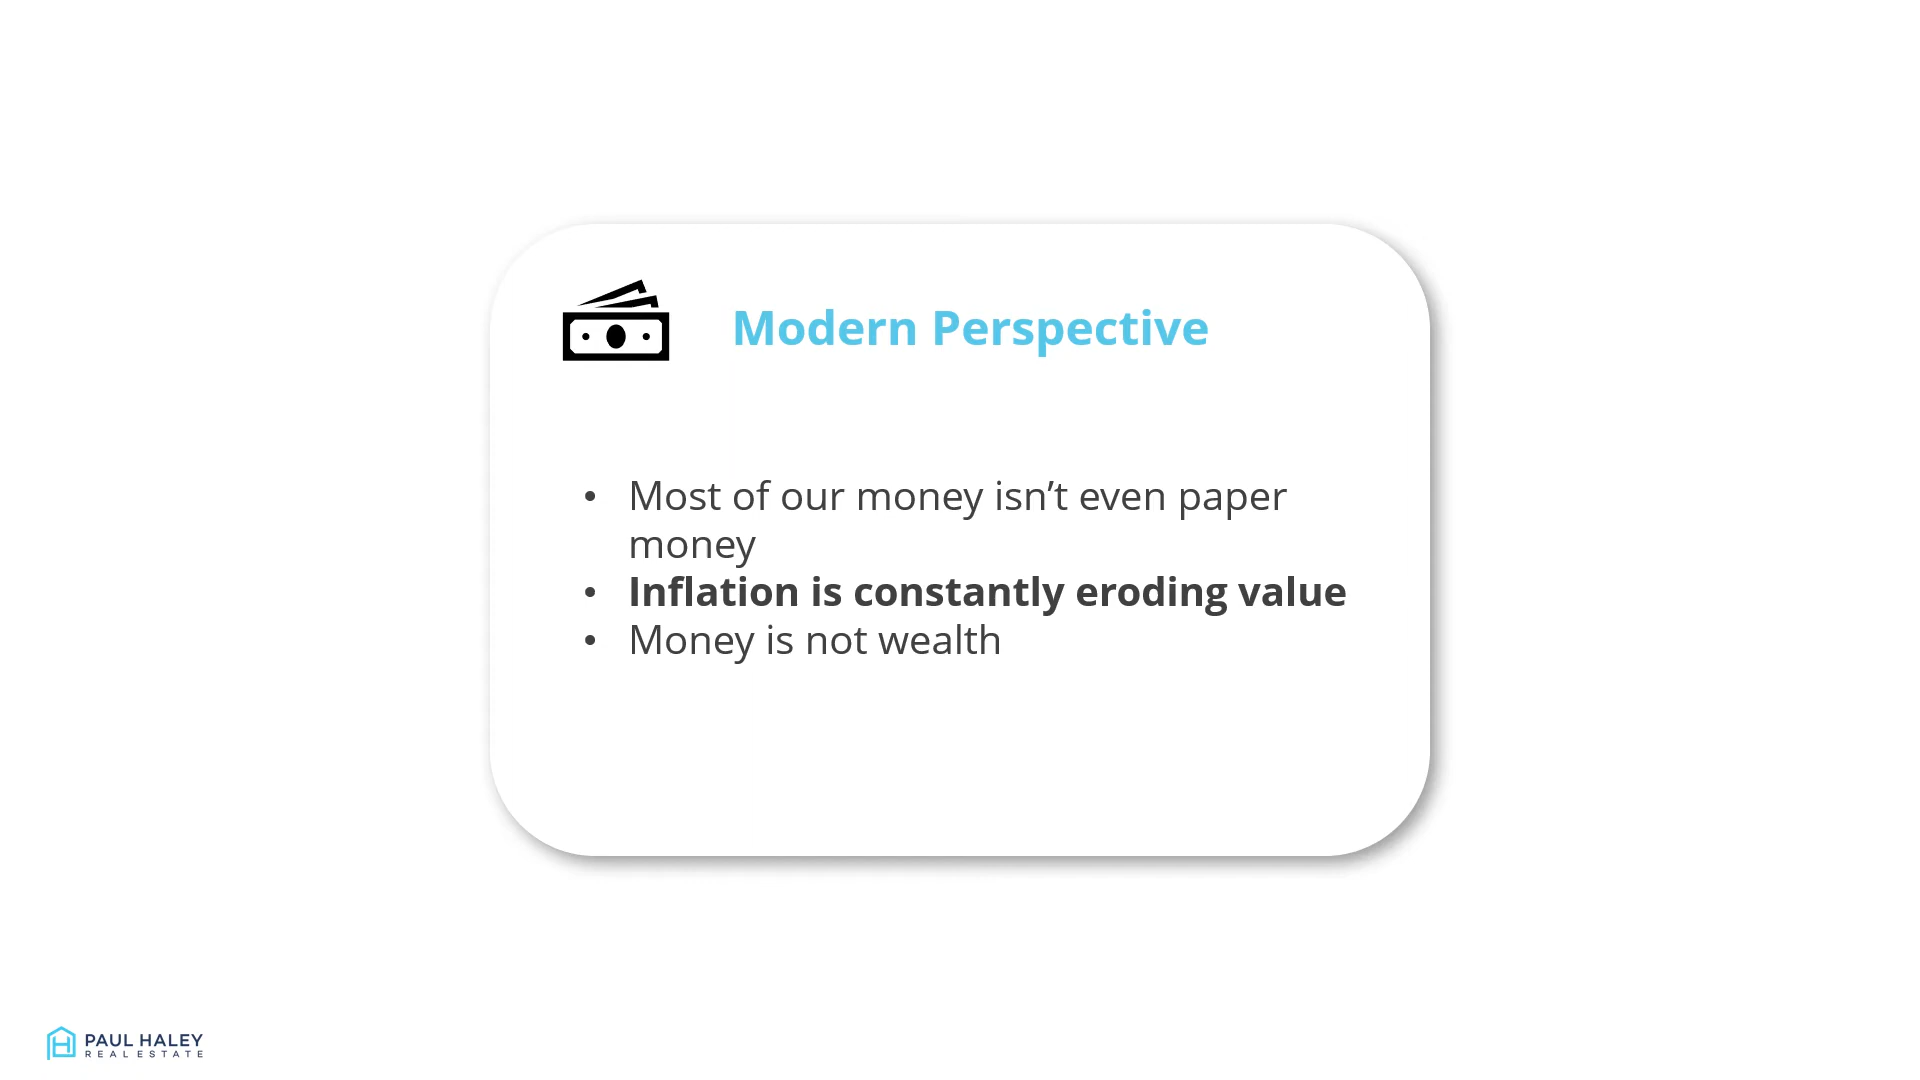 Modern Perspective
• Most of our money isn’t even paper
money
• Inflation is constantly eroding value
• Money is not wealth
PAUL HALEY
REAL ESTATE